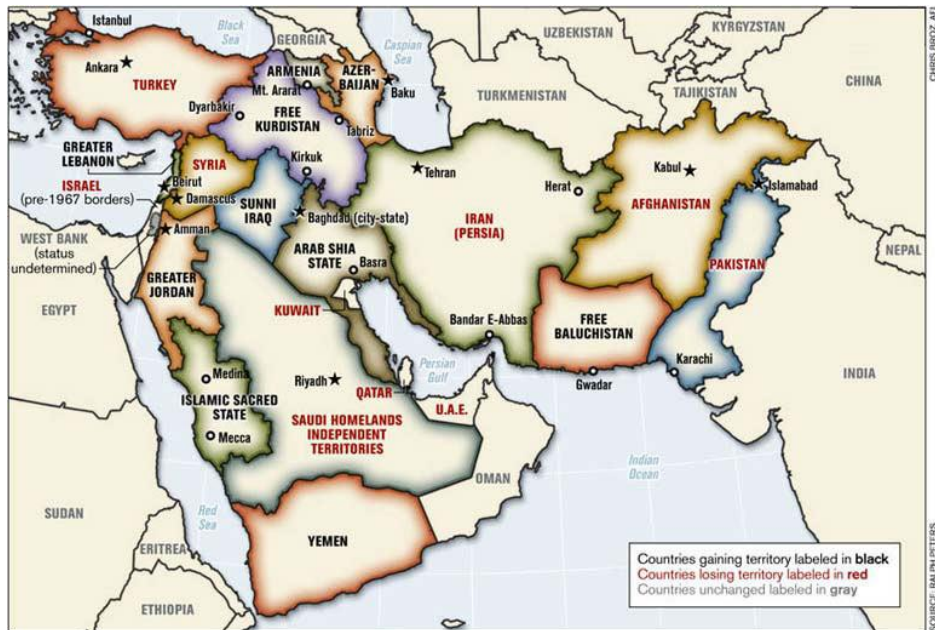 Istanbul
Black
Sea
GEORGIA
Caspian
Sea
UZBEKISTAN
KYRGYZSTAN
CHRIS BROZ, AFJ
Ankara
TURKEY
ARMENIA
Mt. Ararat
AZER-
BAIJAN
Baku
TURKMENISTAN
TAJIKISTAN
CHINA
Dyarbakir
FREE
KURDISTAN
Tabriz
GREATER
LEBANON
SYRIA
Kirkuk
Tehran
Herat
Kabul
Islamabad
ISRAEL
(pre-1967 borders)
Beirut
Damascus
SUNNI
IRAQ
Baghdad (city-state)
IRAN
(PERSIA)
AFGHANISTAN
WEST BANK
(status
undetermined)
Amman
ARAB SHIA
STATE
Basra
PAKISTAN
NEPAL
GREATER
JORDAN
EGYPT
KUWAIT
Bandar E-Abbas
FREE
BALUCHISTAN
Karachi
Gwadar
INDIA
Medina
ISLAMIC SACRED
STATE
Mecca
Riyadh
Persian
Gulf
QATAR
U.A.E.
SAUDI HOMELANDS
INDEPENDENT
TERRITORIES
OMAN
Indian
Ocean
SUDAN
Red
Sea
YEMEN
ERITREA
ETHIOPIA
Countries gaining territory labeled in black
Countries losing territory labeled in red
Countries unchanged labeled in gray
SOURCE: RALPH PETERS